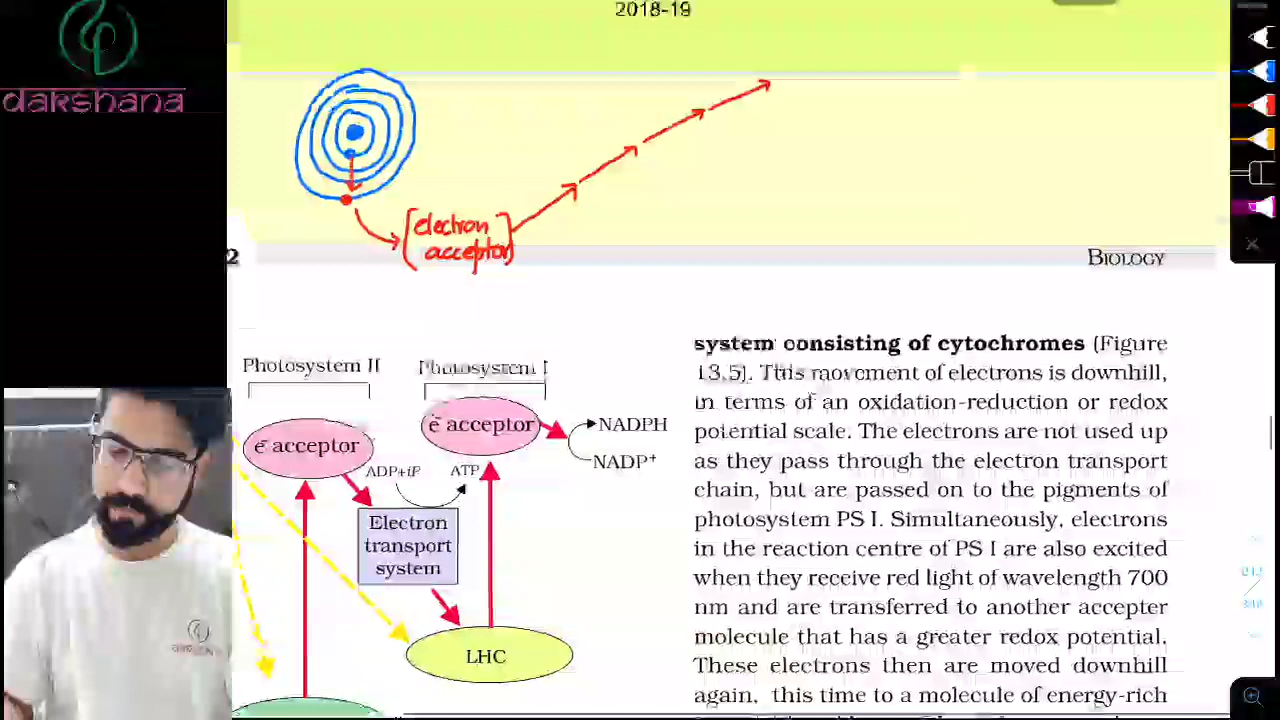 2018-19
dakshana
electron
acceptor
2
BIOLOGY
Photosystem II
Photosystem I
e acceptor
e acceptor
NADPH
NADP+
ADP+iP
ATP
Electron
transport
system
LHC
system consisting of cytochromes (Figure
13.5). This movement of electrons is downhill,
in terms of an oxidation-reduction or redox
potential scale. The electrons are not used up
as they pass through the electron transport
chain, but are passed on to the pigments of
photosystem PS I. Simultaneously, electrons
in the reaction centre of PS I are also excited
when they receive red light of wavelength 700
nm and are transferred to another accepter
molecule that has a greater redox potential.
These electrons then are moved downhill
again, this time to a molecule of energy-rich